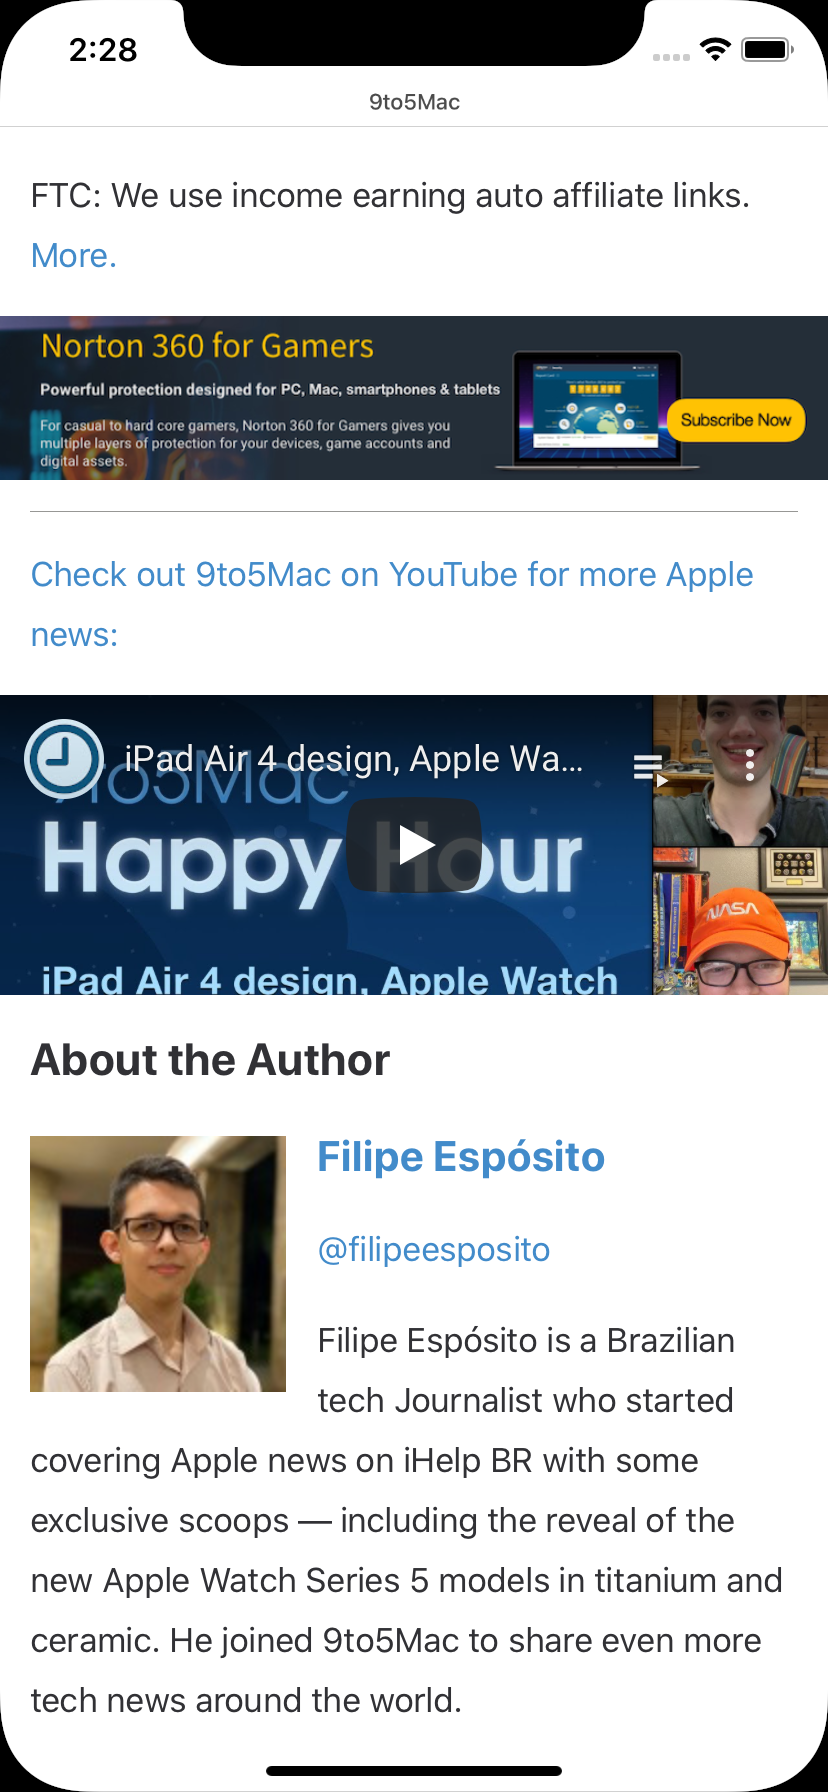 2:28
9to5Mac
FTC: We use income earning auto affiliate links.
More.
Norton 360 for Gamers
Powerful protection designed for PC, Mac, smartphones & tablets
For casual to hard core gamers, Norton 360 for Gamers gives you
multiple layers of protection for your devices, game accounts and
digital assets.
Subscribe Now
Check out 9to5Mac on YouTube for more Apple
news:
iPad Air 4 design, Apple Wa...
9to5Mac
Happy Hour
NASA
iPad Air 4 design, Apple Watch
About the Author
Filipe Espósito
@filipeesposito
Filipe Espósito is a Brazilian
tech Journalist who started
covering Apple news on iHelp BR with some
exclusive scoops — including the reveal of the
new Apple Watch Series 5 models in titanium and
ceramic. He joined 9to5Mac to share even more
tech news around the world.